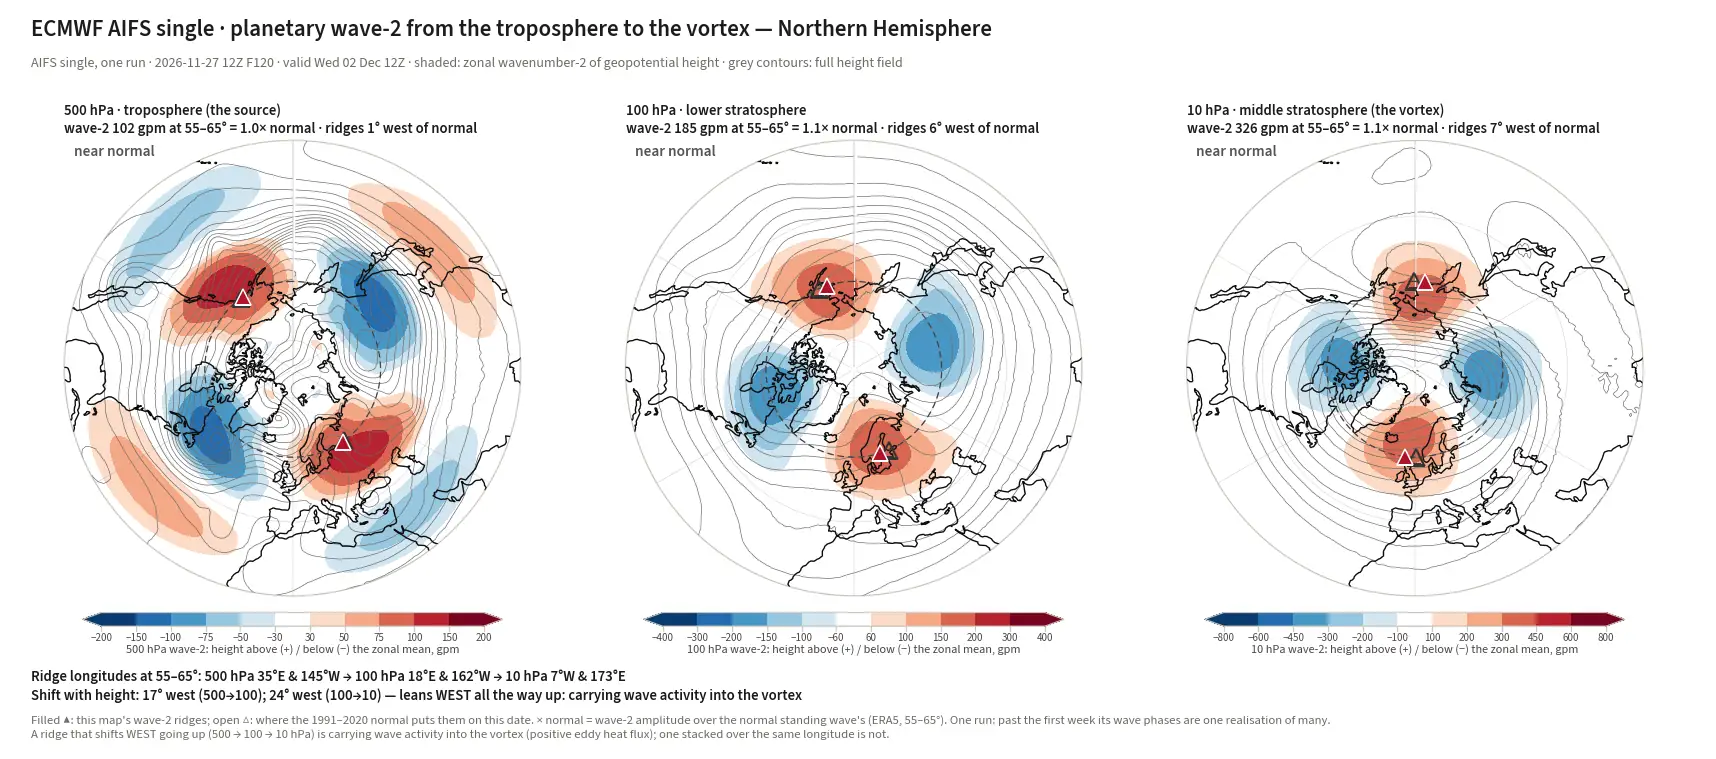 ECMWF AIFS single · planetary wave-2 from the troposphere to the vortex — Northern Hemisphere
AIFS single, one run · 2026-11-27 12Z F120 · valid Wed 02 Dec 12Z · shaded: zonal wavenumber-2 of geopotential height · grey contours: full height field
500 hPa · troposphere (the source)
wave-2 102 gpm at 55–65° = 1.0× normal · ridges 1° west of normal
near normal
100 hPa · lower stratosphere
wave-2 185 gpm at 55–65° = 1.1× normal · ridges 6° west of normal
near normal
10 hPa · middle stratosphere (the vortex)
wave-2 326 gpm at 55–65° = 1.1× normal · ridges 7° west of normal
near normal
−200 −150 −100 −75 −50 −30 30 50 75 100 150 200
500 hPa wave-2: height above (+) / below (−) the zonal mean, gpm
−400 −300 −200 −150 −100 −60 60 100 150 200 300 400
100 hPa wave-2: height above (+) / below (−) the zonal mean, gpm
−800 −600 −450 −300 −200 −100 100 200 300 450 600 800
10 hPa wave-2: height above (+) / below (−) the zonal mean, gpm
Ridge longitudes at 55–65°: 500 hPa 35°E & 145°W → 100 hPa 18°E & 162°W → 10 hPa 7°W & 173°E
Shift with height: 17° west (500→100); 24° west (100→10) — leans WEST all the way up: carrying wave activity into the vortex
Filled ▲: this map's wave-2 ridges; open △: where the 1991–2020 normal puts them on this date. × normal = wave-2 amplitude over the normal standing wave's (ERA5, 55–65°). One run: past the first week its wave phases are one realisation of many.
A ridge that shifts WEST going up (500 → 100 → 10 hPa) is carrying wave activity into the vortex (positive eddy heat flux); one stacked over the same longitude is not.